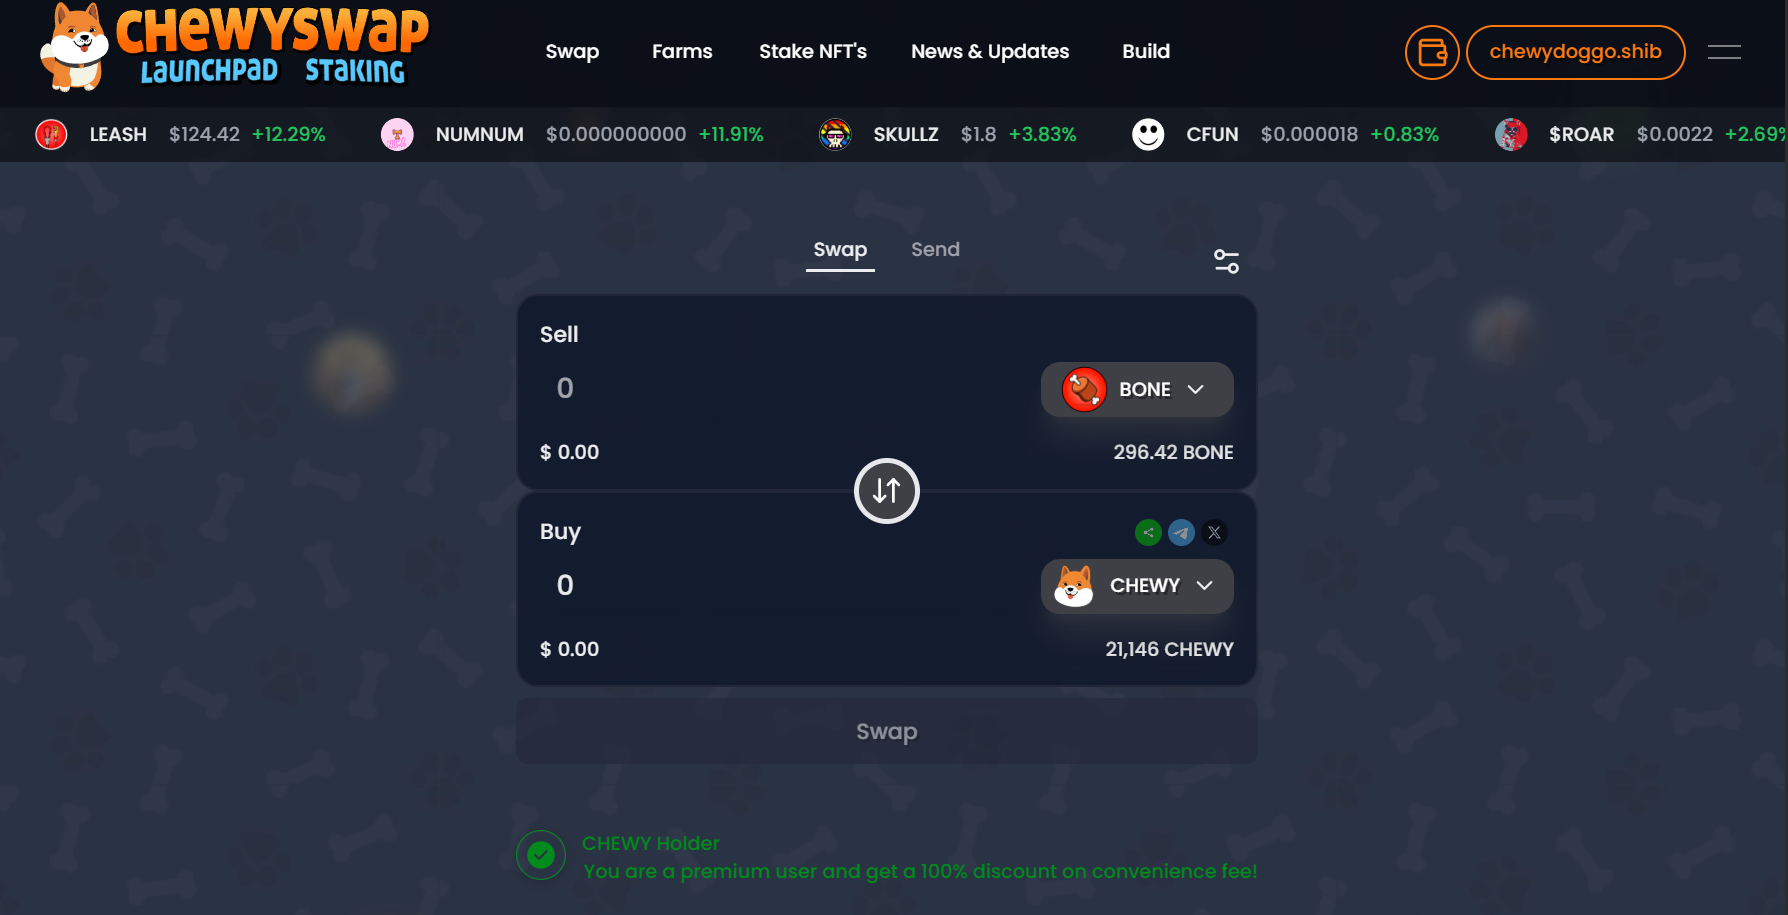 CHEWYSWAP
LAUNCHPAD STAKING
Swap Farms Stake NFT's News & Updates Build
chewydoggo.shib
LEASH $124.42 +12.29% NUMNUM $0.000000000 +11.91% SKULLZ $1.8 +3.83% CFUN $0.000018 +0.83% $ROAR $0.0022 +2.69%
Swap Send
Sell
0 BONE
$ 0.00 296.42 BONE
Buy
0 CHEWY
$ 0.00 21,146 CHEWY
Swap
CHEWY Holder
You are a premium user and get a 100% discount on convenience fee!